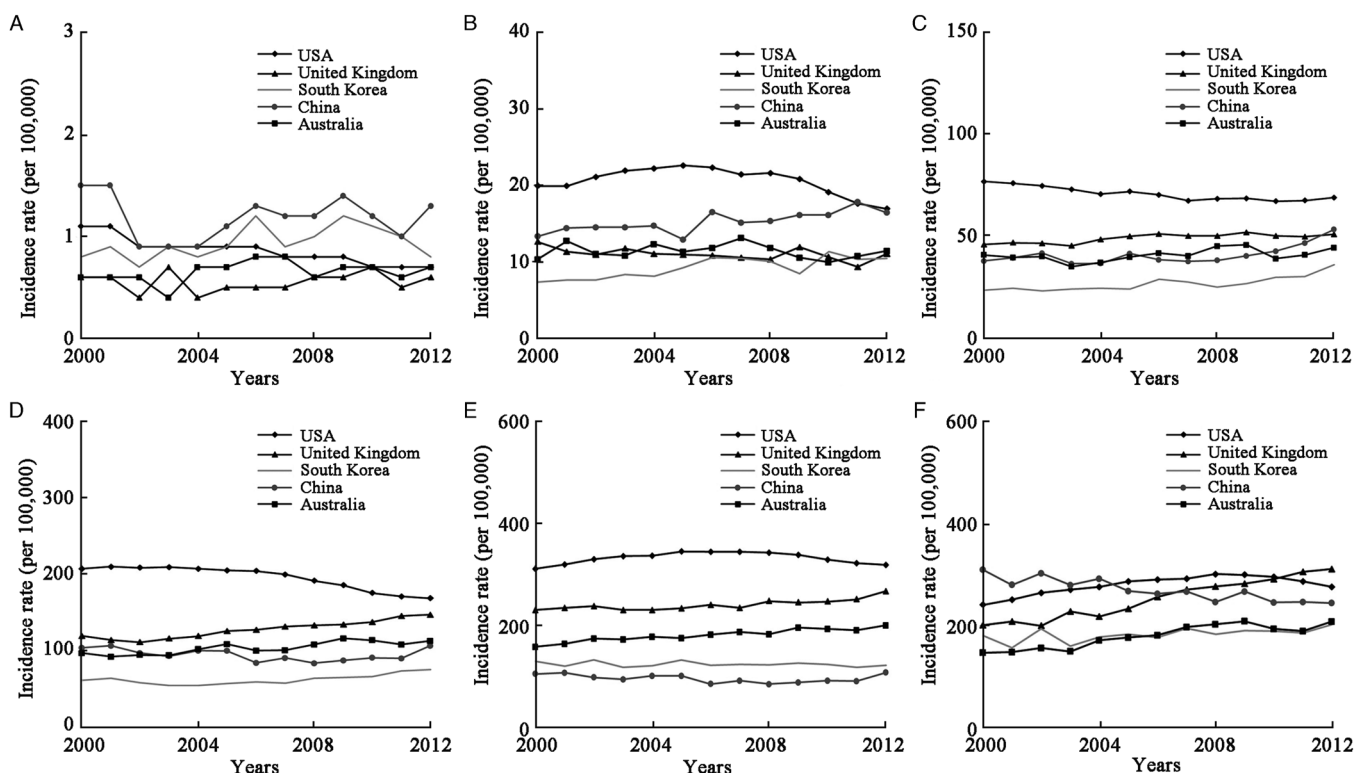 A
Incidence rate (per 100,000)
3
2
1
0
USA
United Kingdom
South Korea
China
Australia
2000 2004 2008 2012
Years
B
Incidence rate (per 100,000)
40
30
20
10
0
USA
United Kingdom
South Korea
China
Australia
2000 2004 2008 2012
Years
C
Incidence rate (per 100,000)
150
100
50
0
USA
United Kingdom
South Korea
China
Australia
2000 2004 2008 2012
Years
D
Incidence rate (per 100,000)
400
300
200
100
0
USA
United Kingdom
South Korea
China
Australia
2000 2004 2008 2012
Years
E
Incidence rate (per 100,000)
600
400
200
0
USA
United Kingdom
South Korea
China
Australia
2000 2004 2008 2012
Years
F
Incidence rate (per 100,000)
600
400
200
0
USA
United Kingdom
South Korea
China
Australia
2000 2004 2008 2012
Years